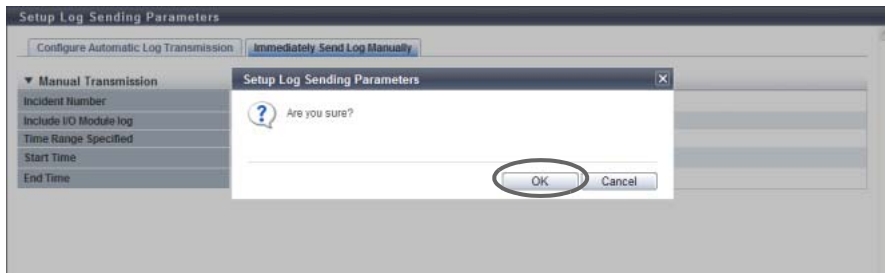 Setup Log Sending Parameters
Configure Automatic Log Transmission
Immediately Send Log Manually
▼ Manual Transmission
Incident Number
Include I/O Module log
Time Range Specified
Start Time
End Time
Setup Log Sending Parameters
Are you sure?
OK
Cancel